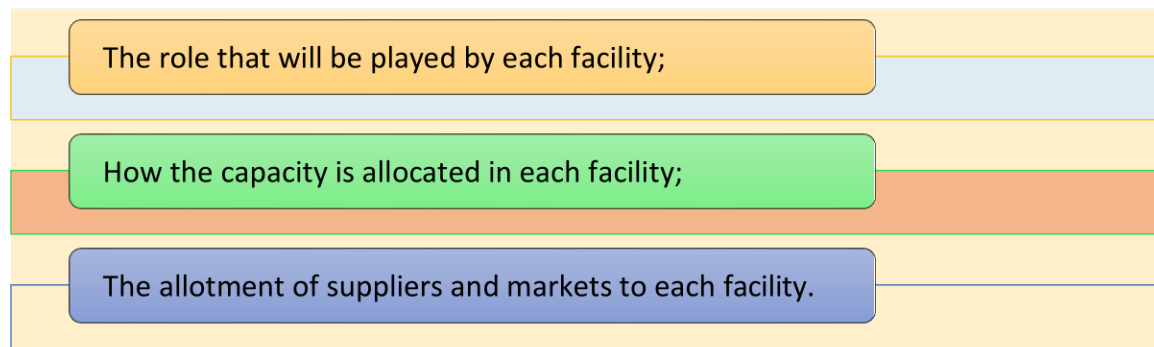 The role that will be played by each facility;
How the capacity is allocated in each facility;
The allotment of suppliers and markets to each facility.